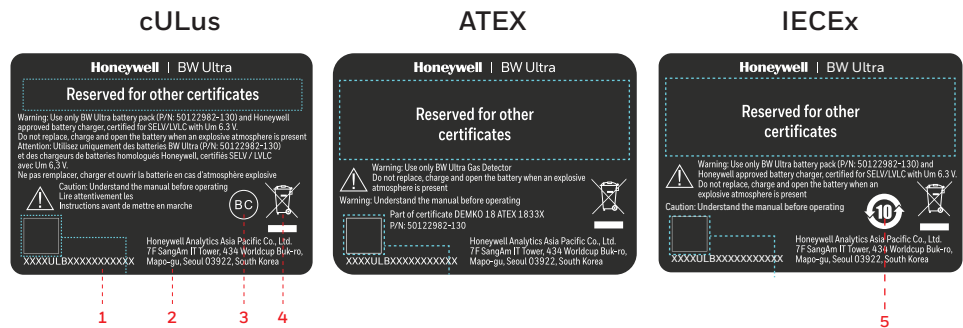 cULus
Honeywell | BW Ultra
Reserved for other certificates
Warning: Use only BW Ultra battery pack (P/N: 50122982-130) and Honeywell
approved battery charger, certified for SELV/LVLC with Um 6.3 V.
Do not replace, charge and open the battery when an explosive atmosphere is present
Attention: Utilisez uniquement des batteries BW Ultra (P/N: 50122982-130)
et des chargeurs de batteries homologués Honeywell, certifiés SELV / LVLC
avec Um 6.3 V.
Ne pas remplacer, charger et ouvrir la batterie en cas d'atmosphère explosive
Caution: Understand the manual before operating
Lire attentivement les
Instructions avant de mettre en marche
BC
Honeywell Analytics Asia Pacific Co., Ltd.
7F SangAm IT Tower, 434 Worldcup Buk-ro,
Mapo-gu, Seoul 03922, South Korea
XXXXULBXXXXXXXXXXX
1
2
3
4
ATEX
Honeywell | BW Ultra
Reserved for other
certificates
Warning: Use only BW Ultra Gas Detector
Do not replace, charge and open the battery when an explosive
atmosphere is present
Warning: Understand the manual before operating
Part of certificate DEMKO 18 ATEX 1833X
P/N: 50122982-130
Honeywell Analytics Asia Pacific Co., Ltd.
7F SangAm IT Tower, 434 Worldcup Buk-ro,
Mapo-gu, Seoul 03922, South Korea
XXXXULBXXXXXXXXXXX
IECEx
Honeywell | BW Ultra
Reserved for other
certificates
Warning: Use only BW Ultra battery pack (P/N: 50122982-130) and
Honeywell approved battery charger, certified for SELV/LVLC with Um 6.3 V.
Do not replace, charge and open the battery when an
explosive atmosphere is present
Caution: Understand the manual before operating
10
Honeywell Analytics Asia Pacific Co., Ltd.
7F SangAm IT Tower, 434 Worldcup Buk-ro,
Mapo-gu, Seoul 03922, South Korea
XXXXULBXXXXXXXXXXX
5